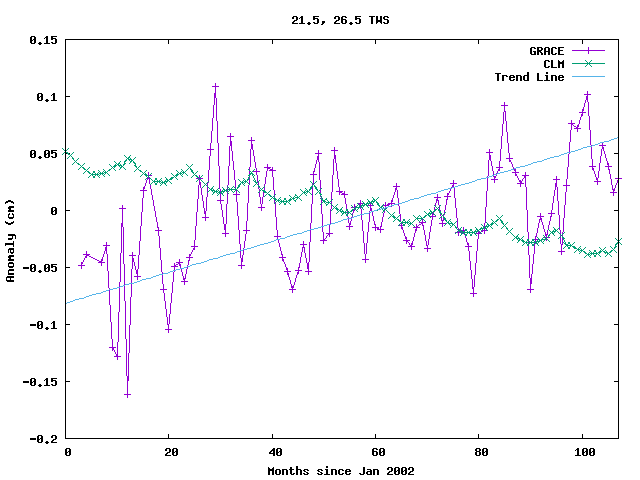 21.5, 26.5 TWS
0.15
0.1
0.05
0
-0.05
-0.1
-0.15
-0.2
Anomaly (cm)
GRACE
CLM
Trend Line
0 20 40 60 80 100
Months since Jan 2002